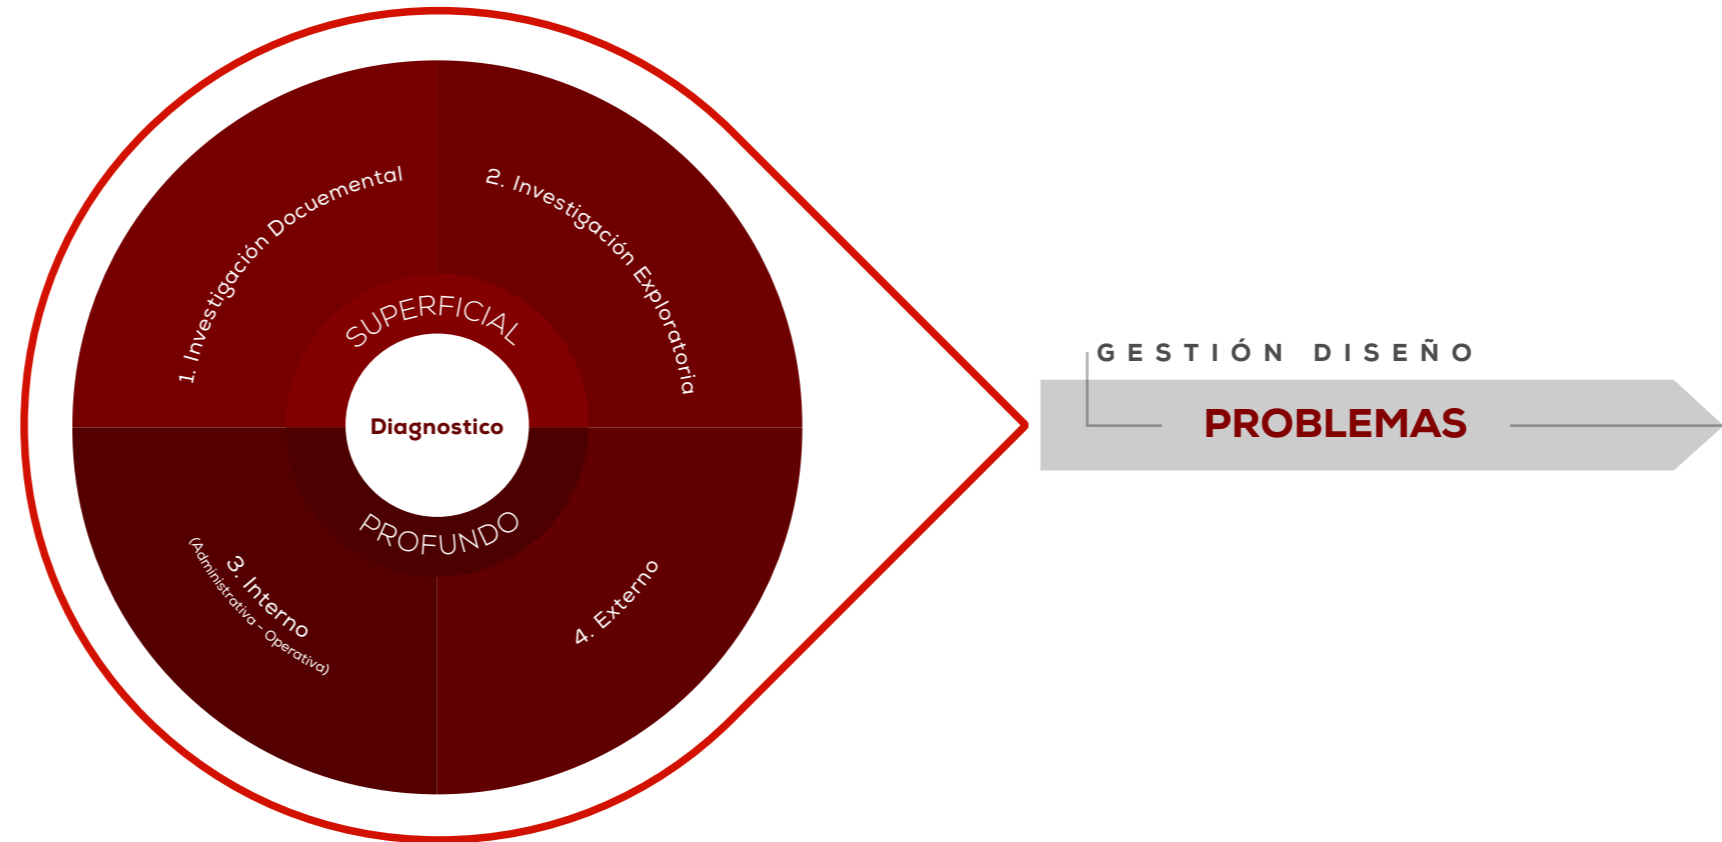 1. Investigación Docuemental
2. Investigación Exploratoria
SUPERFICIAL
Diagnostico
PROFUNDO
3. Interno
(Administrativa - Operativa)
4. Externo
GESTIÓN DISEÑO
PROBLEMAS